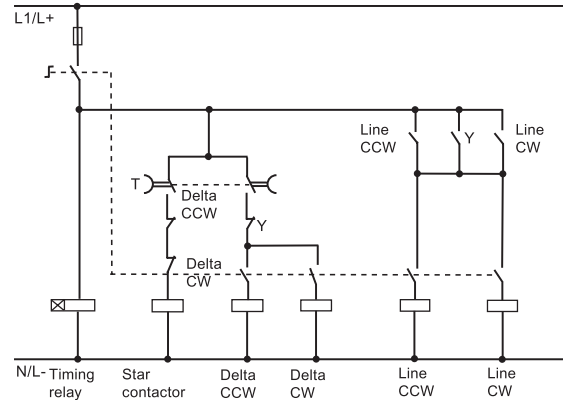 L1/L+
Line
CCW
Y
Line
CW
T
Delta
CCW
Y
Delta
CW
N/L-
Timing
relay
Star
contactor
Delta
CCW
Delta
CW
Line
CCW
Line
CW